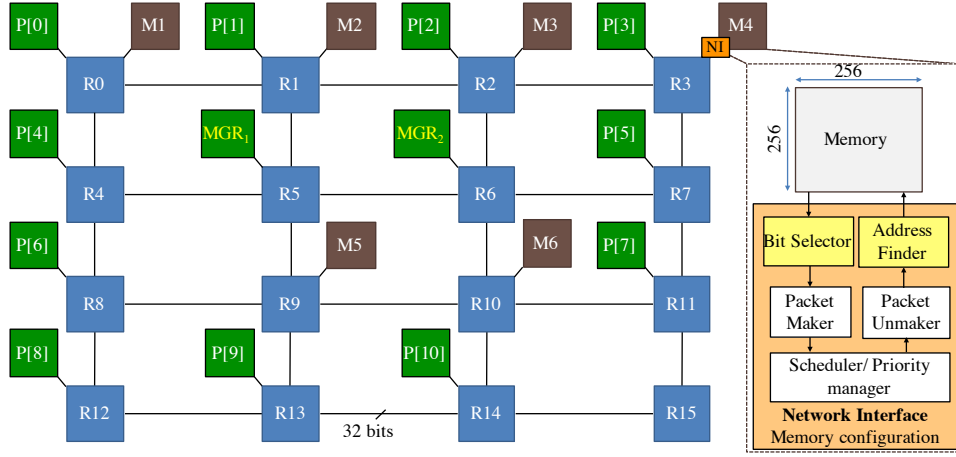 P[0] M1 P[1] M2 P[2] M3 P[3] M4
NI
R0 R1 R2 R3
256
256
Memory
P[4] MGR₁ MGR₂ P[5]
R4 R5 R6 R7
P[6] M5 M6 P[7]
Bit Selector
Address
Finder
R8 R9 R10 R11
Packet
Maker
Packet
Unmaker
P[8] P[9] P[10]
Scheduler/ Priority
manager
R12 R13 R14 R15
32 bits
Network Interface
Memory configuration